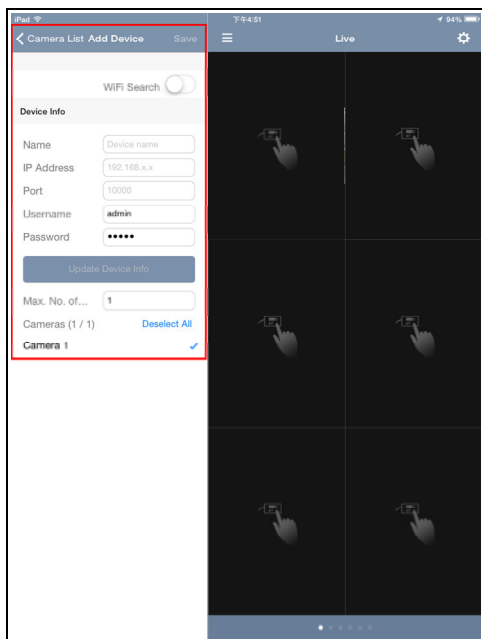 iPad 下午4:51 94%
Camera List Add Device Save
Live
WiFi Search
Device Info
Name Device name
IP Address 192.168.x.x
Port 10000
Username admin
Password •••••
Update Device Info
Max. No. of... 1
Cameras (1 / 1) Deselect All
Camera 1